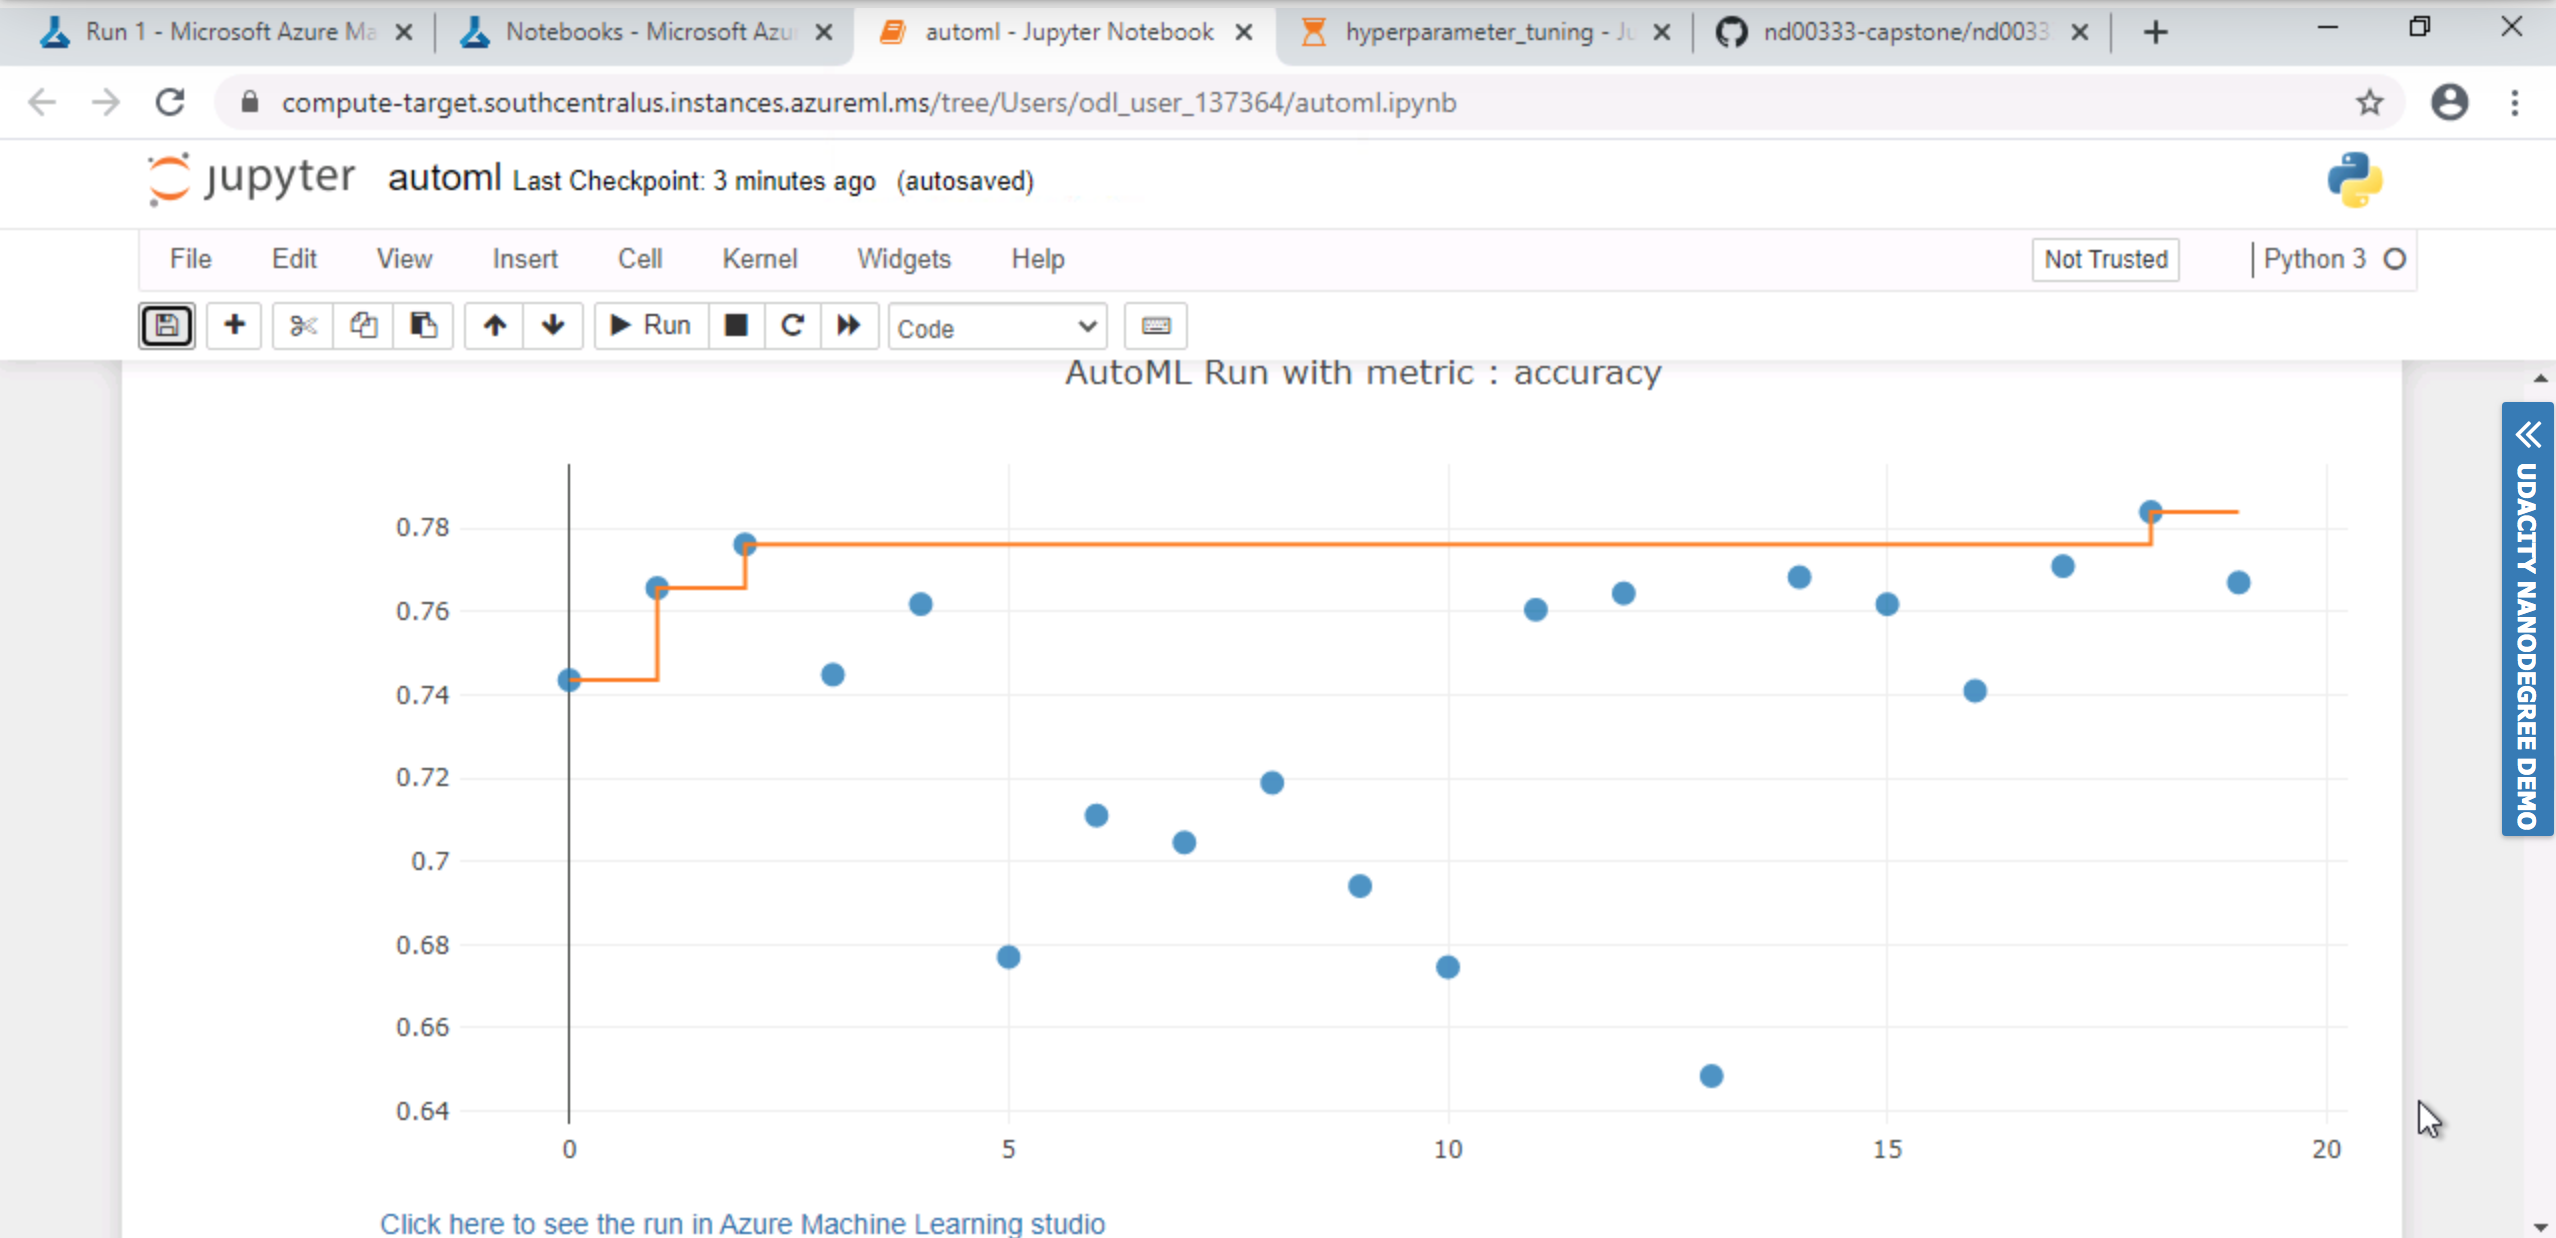 Run 1 - Microsoft Azure Ma
Notebooks - Microsoft Azu
automl - Jupyter Notebook
hyperparameter_tuning - Ju
nd00333-capstone/nd0033
compute-target.southcentralus.instances.azureml.ms/tree/Users/odl_user_137364/automl.ipynb
jupyter automl Last Checkpoint: 3 minutes ago (autosaved)
File Edit View Insert Cell Kernel Widgets Help Not Trusted Python 3
Run Code
AutoML Run with metric : accuracy
0.78
0.76
0.74
0.72
0.7
0.68
0.66
0.64
0 5 10 15 20
Click here to see the run in Azure Machine Learning studio
UDACITY NANODEGREE DEMO